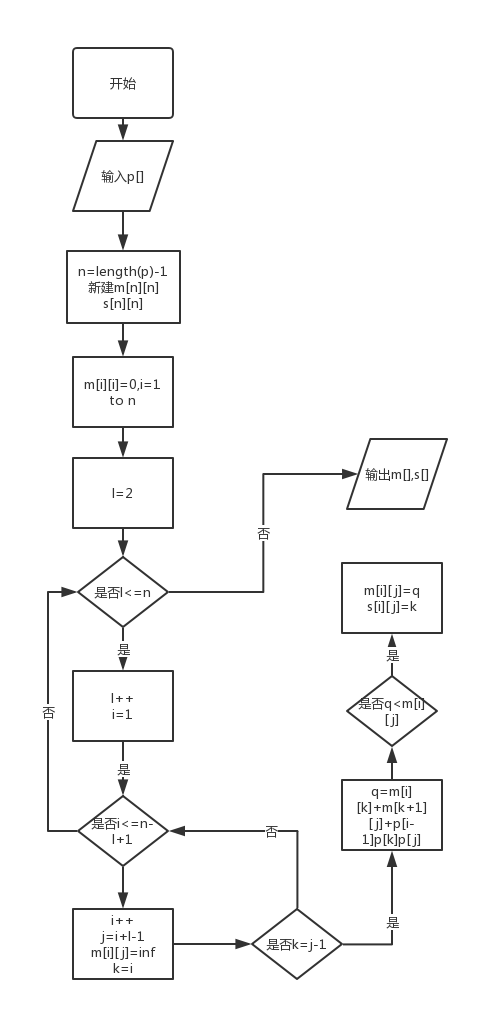 开始
输入p[]
n=length(p)-1
新建m[n][n]
s[n][n]
m[i][i]=0,i=1
to n
l=2
输出m[],s[]
否
是否l<=n
是
l++
i=1
否
是
是否i<=n-
l+1
i++
j=i+l-1
m[i][j]=inf
k=i
否
是否k=j-1
是
q=m[i]
[k]+m[k+1]
[j]+p[i-
1]p[k]p[j]
是否q<m[i]
[j]
是
m[i][j]=q
s[i][j]=k